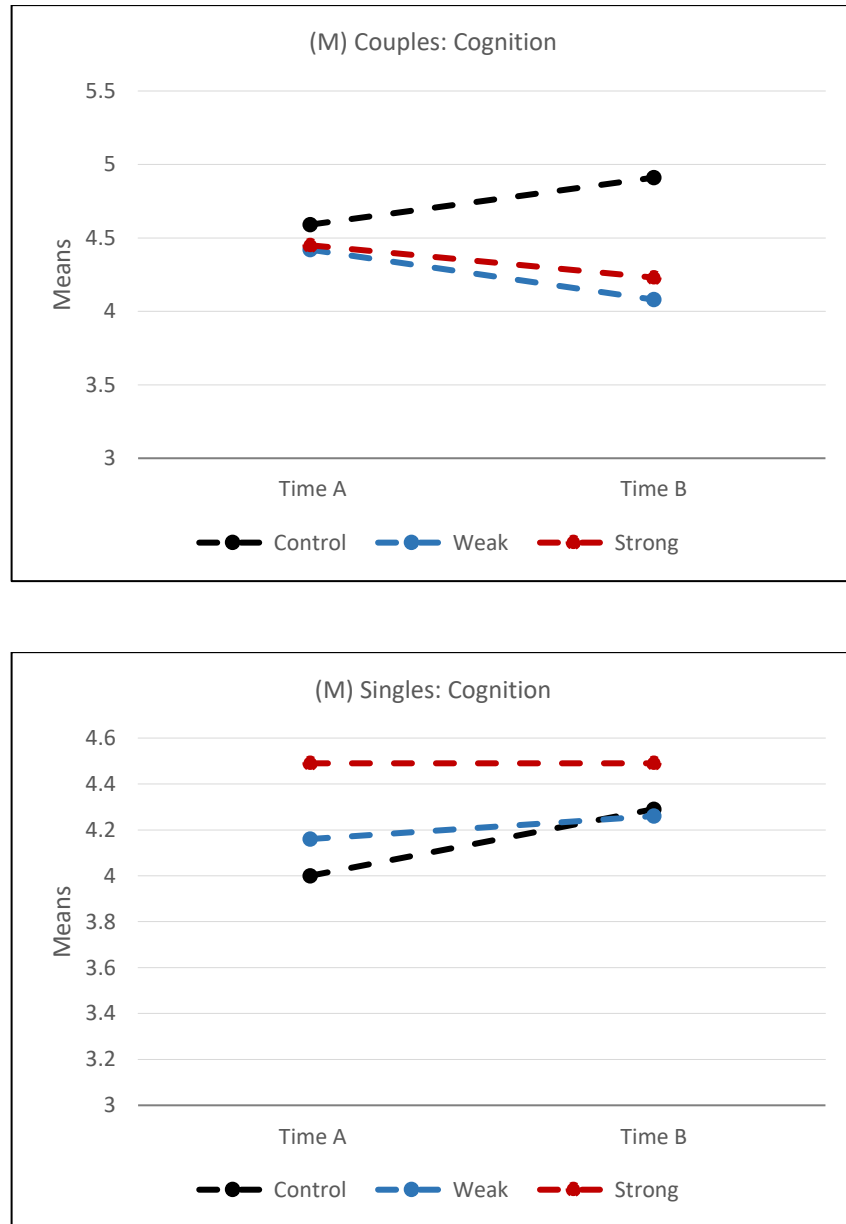 (M) Couples: Cognition
5.5
5
4.5
4
3.5
3
Means
Time A Time B
Control Weak Strong
(M) Singles: Cognition
4.6
4.4
4.2
4
3.8
3.6
3.4
3.2
3
Means
Time A Time B
Control Weak Strong